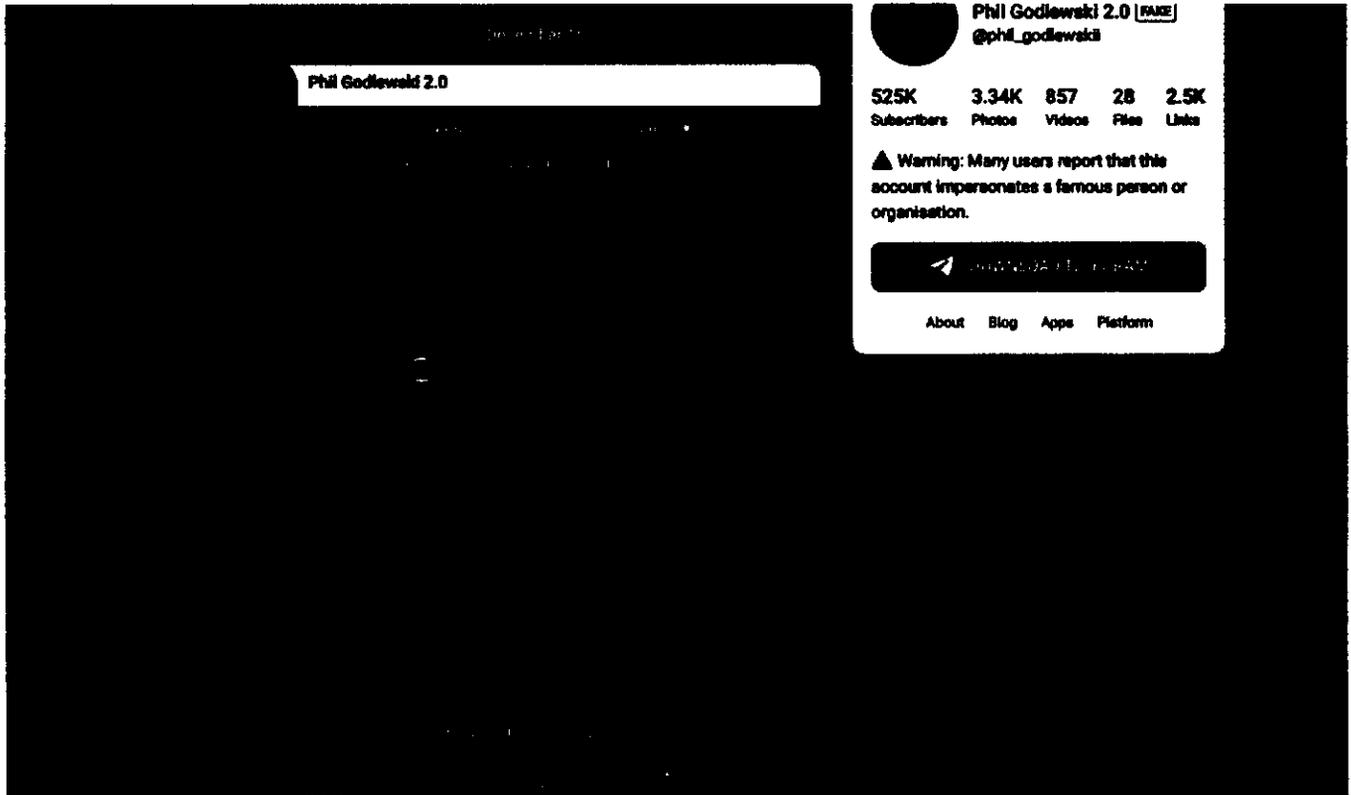 Phil Godlewski 2.0
Phil Godlewski 2.0 FAKE
@phil_godlewskii
525K 3.34K 857 28 2.5K
Subscribers Photos Videos Files Links
Warning: Many users report that this
account impersonates a famous person or
organisation.
About Blog Apps Platform